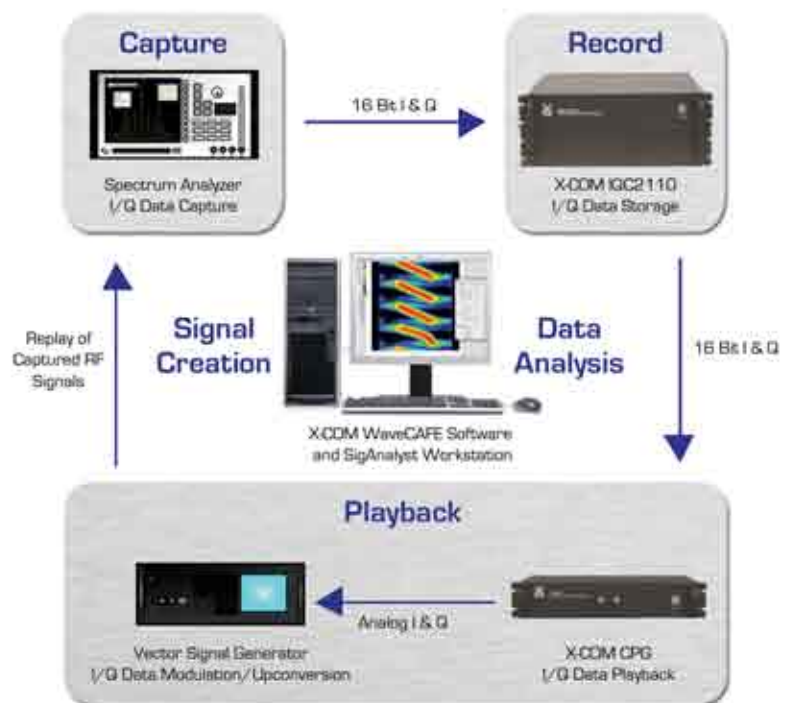 Capture
Spectrum Analyzer
I/Q Data Capture
16 Bit I & Q
Record
X-COM IQC2110
I/Q Data Storage
Replay of
Captured RF
Signals
Signal
Creation
Data
Analysis
X-COM WaveCAFE Software
and SigAnalyst Workstation
16 Bit I & Q
Playback
Vector Signal Generator
I/Q Data Modulation/Upconversion
Analog I & Q
X-COM CPG
I/Q Data Playback